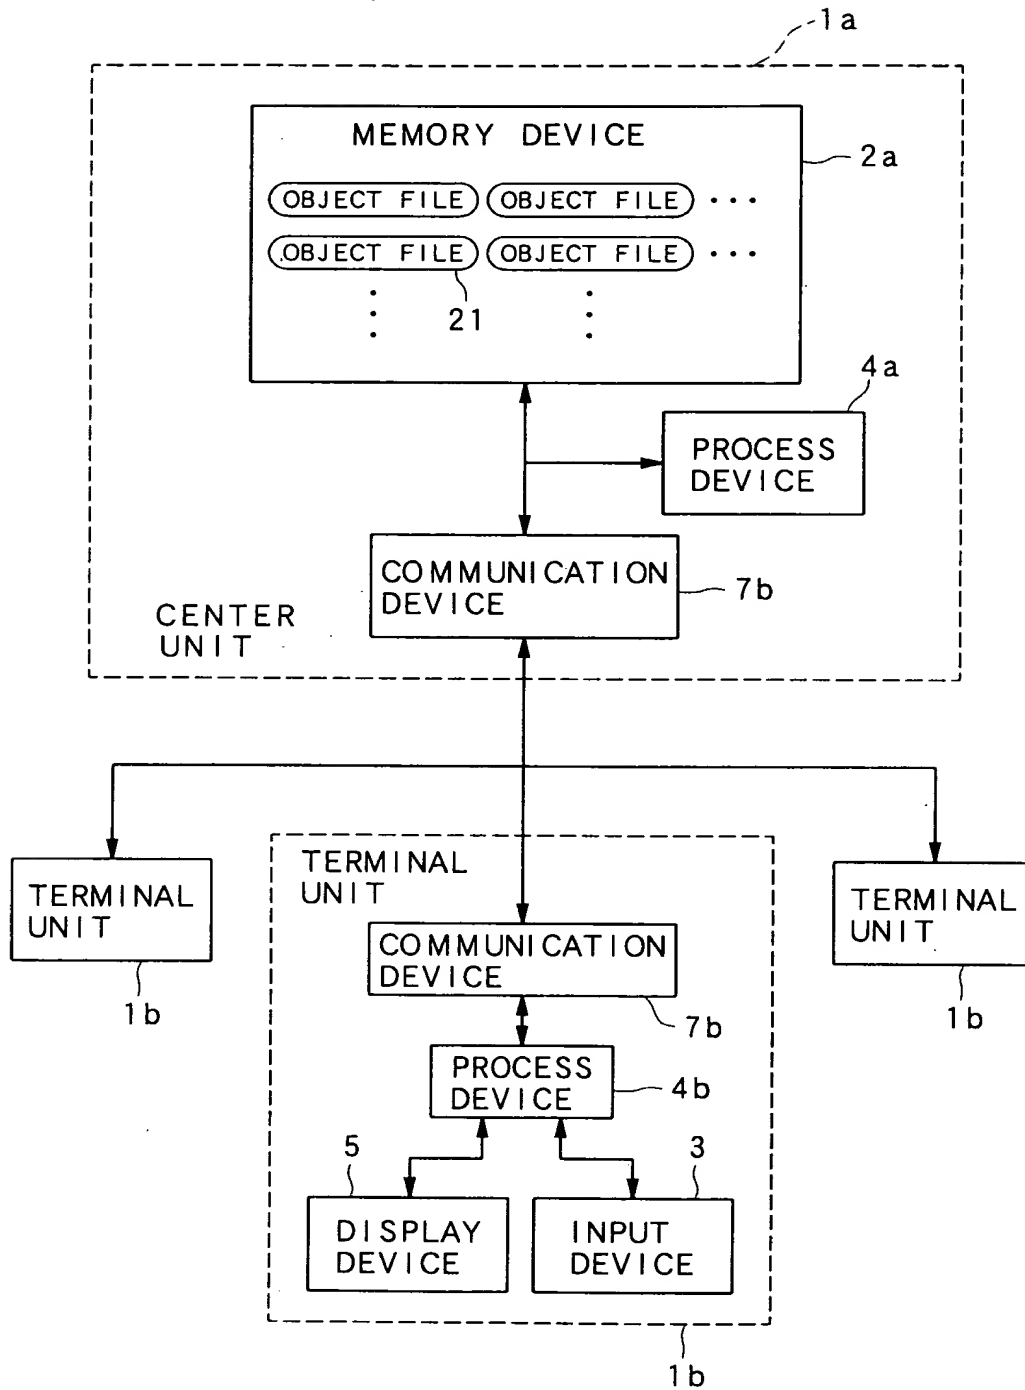 1a
MEMORY DEVICE
2a
OBJECT FILE OBJECT FILE ...
OBJECT FILE OBJECT FILE ...
21
4a
PROCESS
DEVICE
COMMUNICATION
DEVICE
7b
CENTER
UNIT
TERMINAL
UNIT
TERMINAL
UNIT
1b
COMMUNICATION
DEVICE
7b
TERMINAL
UNIT
1b
PROCESS
DEVICE
4b
5
DISPLAY
DEVICE
3
INPUT
DEVICE
1b